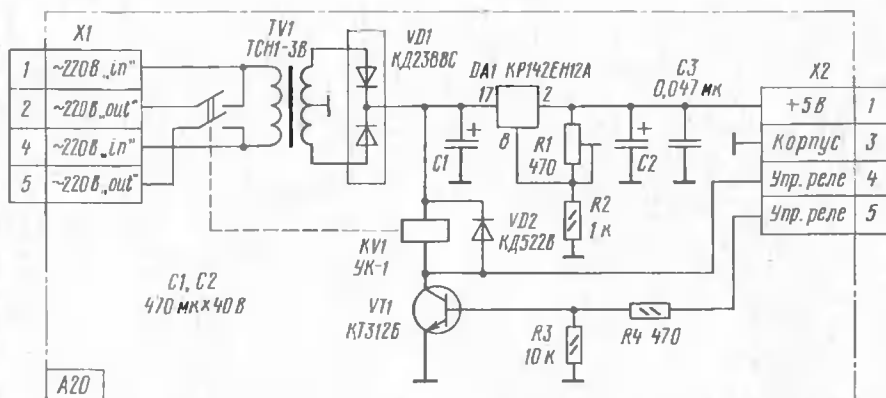 X1
1 ~220В „in"
2 ~220В „out"
4 ~220В „in"
5 ~220В „out"
TV1
ТСН1-3В
VD1
КД2388С
DA1 КР142ЕН12А
17
2
8
C1
+
R1
470
+
C2
C3
0,047 мк
R2
1 к
X2
+5В 1
Корпус 3
Упр. реле 4
Упр. реле 5
KV1
УК-1
VD2
КД522В
C1, C2
470 мк×40 В
VT1
КТ312Б
R3
10 к
R4 470
A20